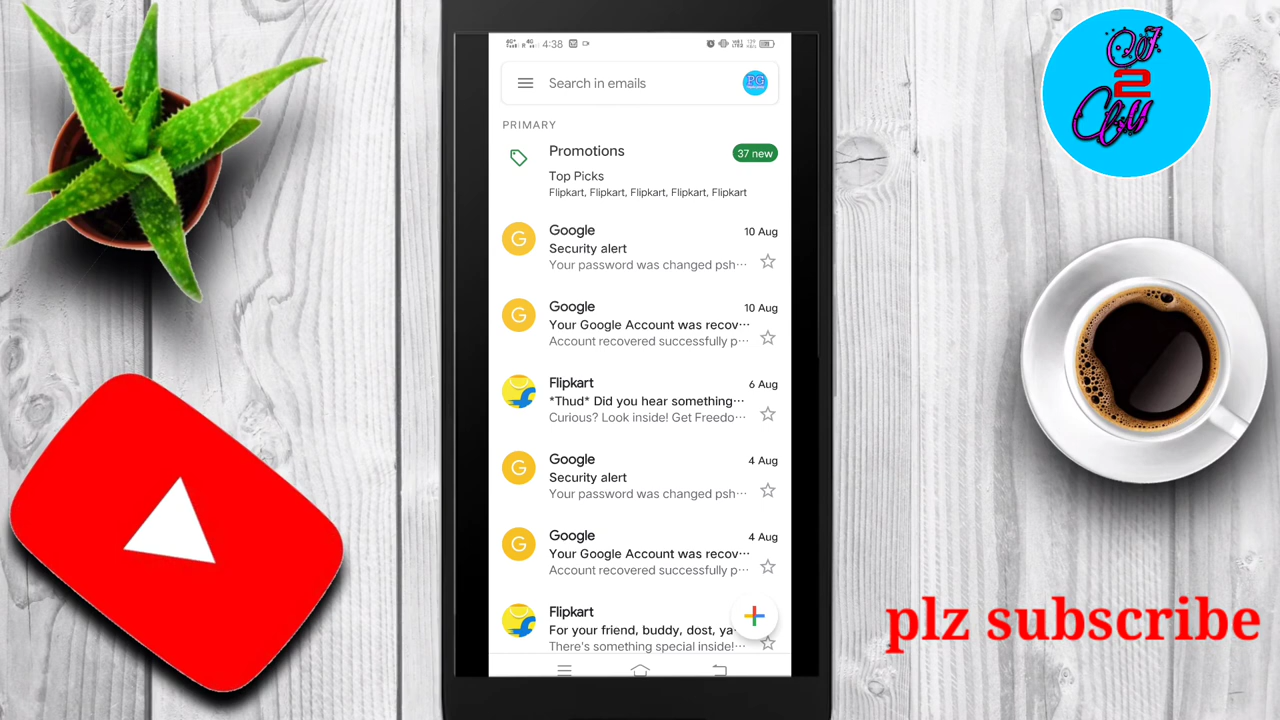 4:38
Search in emails
PG
PRIMARY
Promotions
37 new
Top Picks
Flipkart, Flipkart, Flipkart, Flipkart, Flipkart
G
Google
10 Aug
Security alert
Your password was changed psh···
G
Google
10 Aug
Your Google Account was recov···
Account recovered successfully p···
Flipkart
6 Aug
*Thud* Did you hear something···
Curious? Look inside! Get Freedo···
G
Google
4 Aug
Security alert
Your password was changed psh···
G
Google
4 Aug
Your Google Account was recov···
Account recovered successfully p···
Flipkart
For your friend, buddy, dost, ya
There's something special inside!···
2
plz subscribe